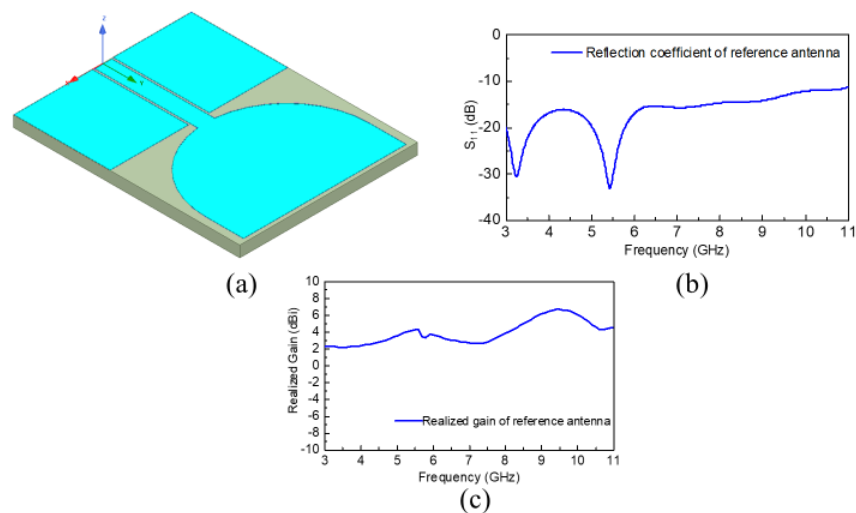 Z
Y
(a)
0
-10
-20
-30
-40
S11 (dB)
Reflection coefficient of reference antenna
3 4 5 6 7 8 9 10 11
Frequency (GHz)
(b)
10
8
6
4
2
0
-2
-4
-6
-8
-10
Realized Gain (dBi)
Realized gain of reference antenna
3 4 5 6 7 8 9 10 11
Frequency (GHz)
(c)